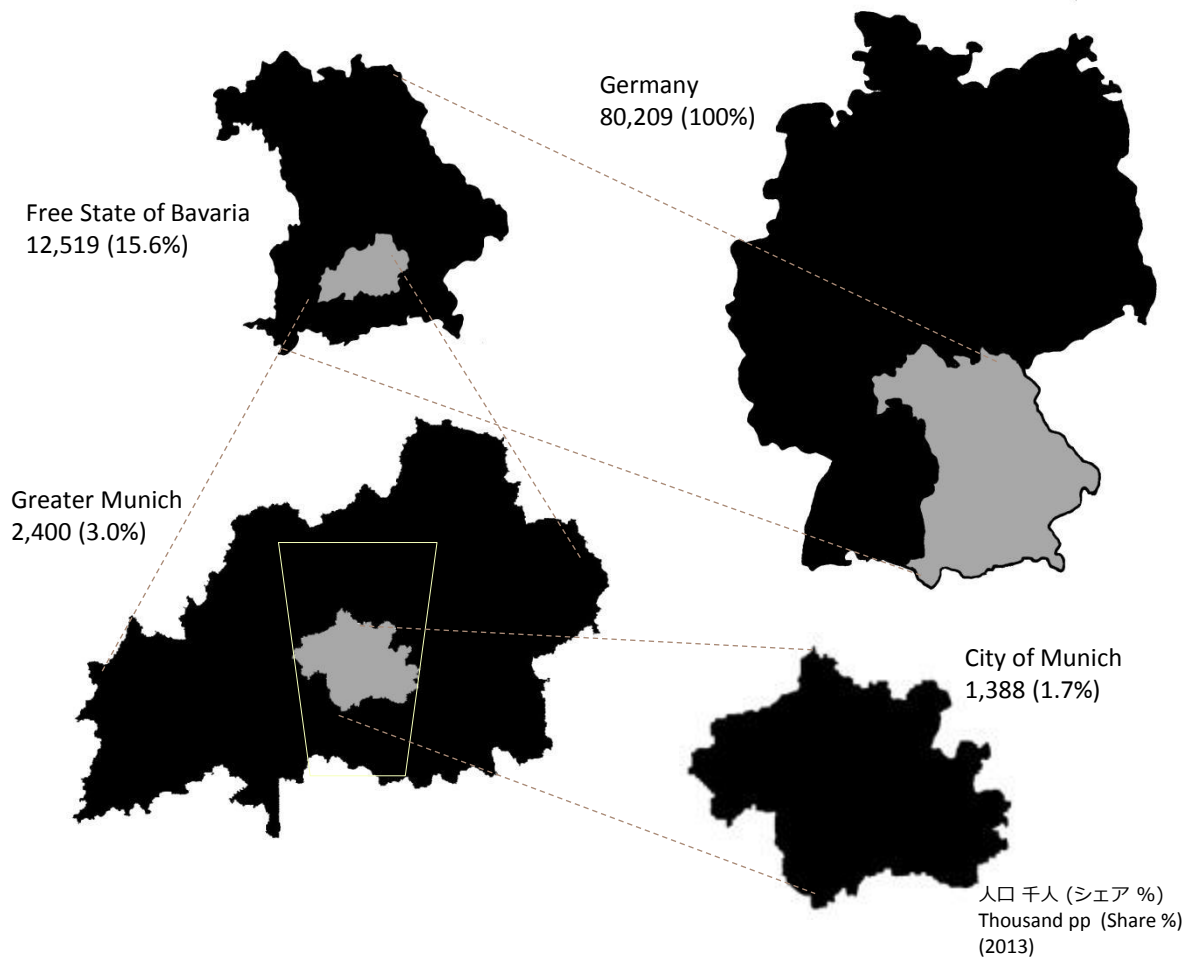 Germany
80,209 (100%)
Free State of Bavaria
12,519 (15.6%)
Greater Munich
2,400 (3.0%)
City of Munich
1,388 (1.7%)
人口 千人 (シェア %)
Thousand pp (Share %)
(2013)